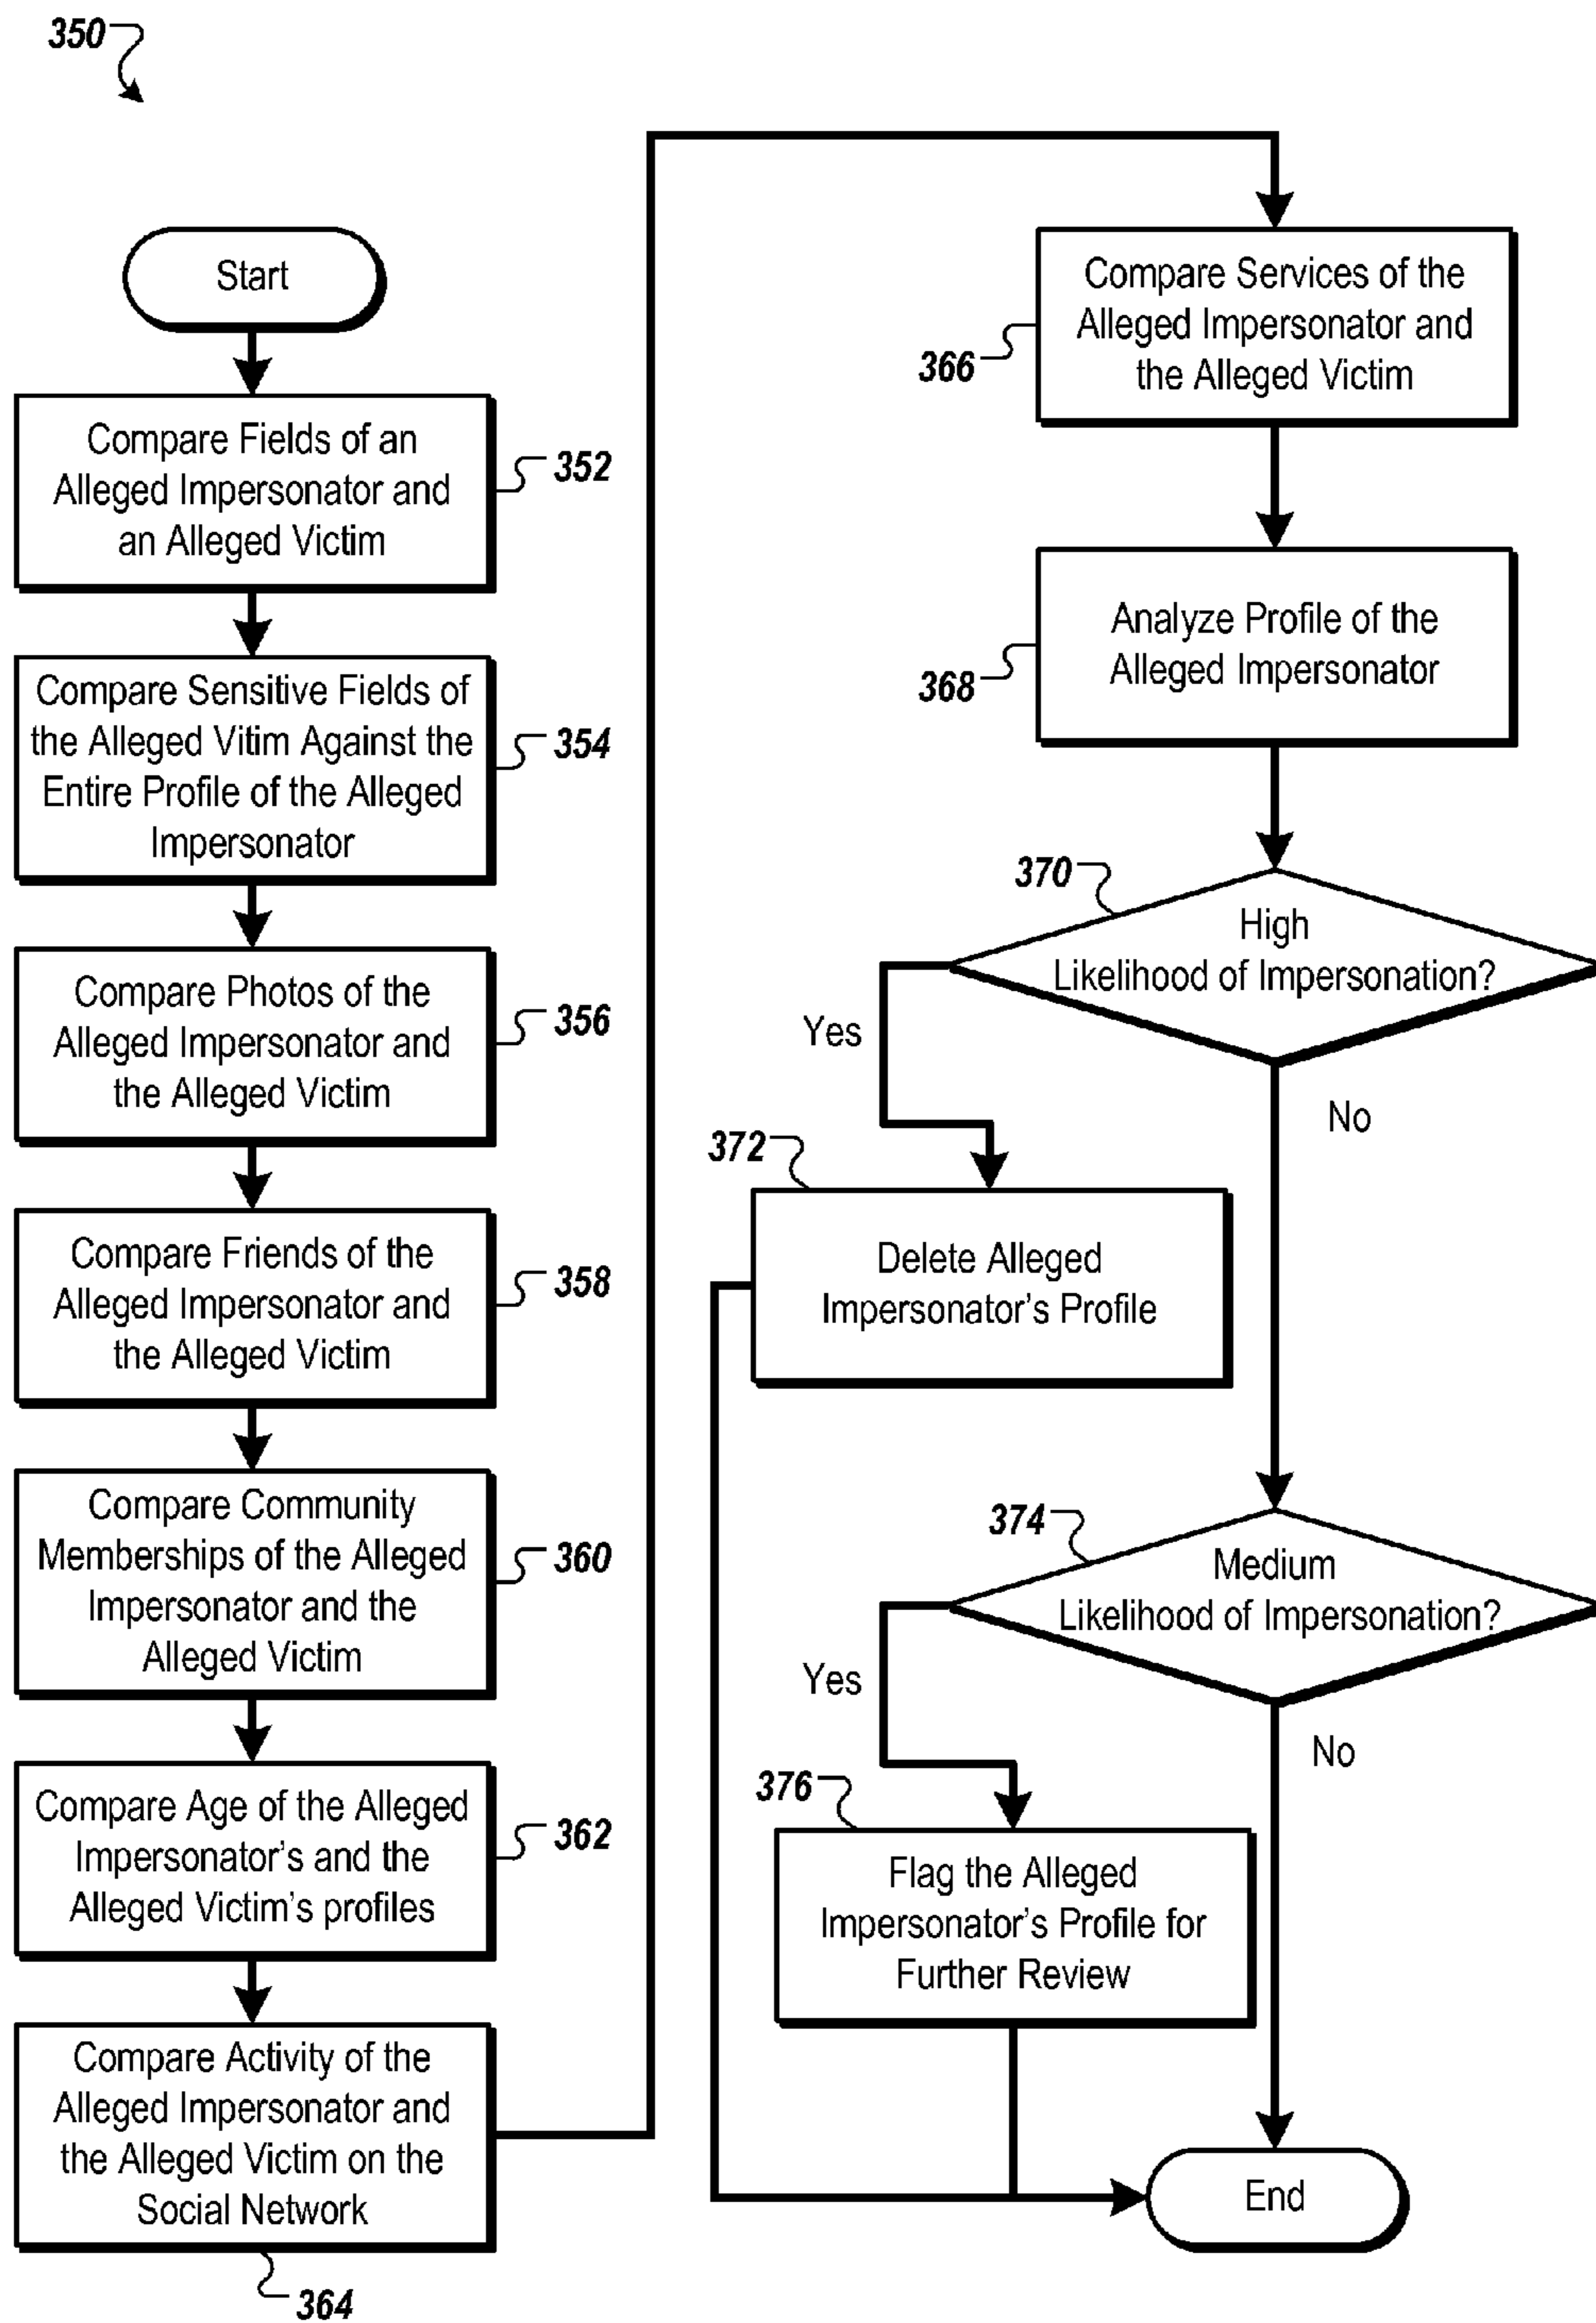 350
Start
Compare Fields of an
Alleged Impersonator and
an Alleged Victim
352
Compare Sensitive Fields of
the Alleged Vitim Against the
Entire Profile of the Alleged
Impersonator
354
Compare Photos of the
Alleged Impersonator and
the Alleged Victim
356
Compare Friends of the
Alleged Impersonator and
the Alleged Victim
358
Compare Community
Memberships of the Alleged
Impersonator and the
Alleged Victim
360
Compare Age of the Alleged
Impersonator's and the
Alleged Victim's profiles
362
Compare Activity of the
Alleged Impersonator and
the Alleged Victim on the
Social Network
364
Compare Services of the
Alleged Impersonator and
the Alleged Victim
366
Analyze Profile of the
Alleged Impersonator
368
370
High
Likelihood of Impersonation?
Yes
No
372
Delete Alleged
Impersonator's Profile
374
Medium
Likelihood of Impersonation?
Yes
No
376
Flag the Alleged
Impersonator's Profile for
Further Review
End